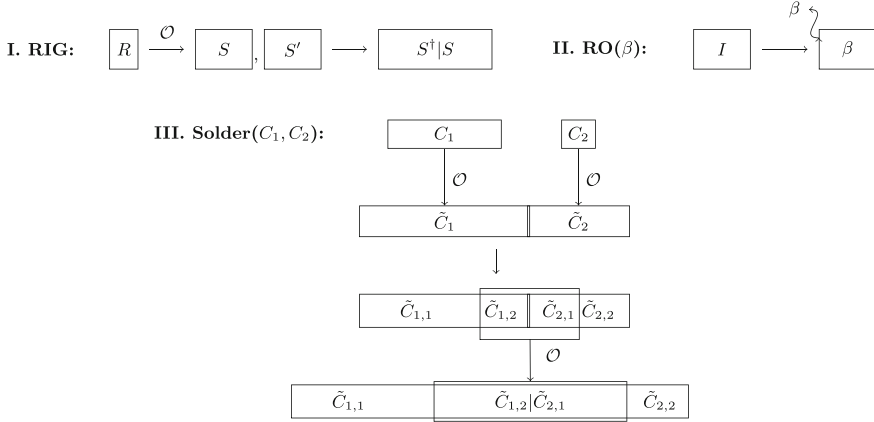 I. RIG: R 𝒪 S , S′ S†|S II. RO(β): I β β
III. Solder(C₁, C₂): C₁ C₂
𝒪 𝒪
C̃₁ C̃₂
C̃₁,₁ C̃₁,₂ C̃₂,₁ C̃₂,₂
𝒪
C̃₁,₁ C̃₁,₂|C̃₂,₁ C̃₂,₂